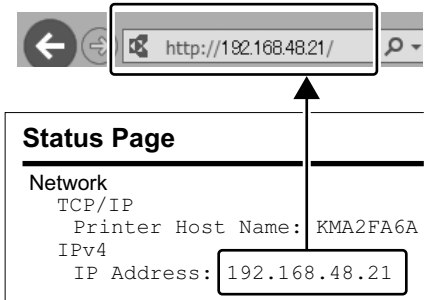 http://192.168.48.21/
Status Page
Network
TCP/IP
Printer Host Name: KMA2FA6A
IPv4
IP Address: 192.168.48.21